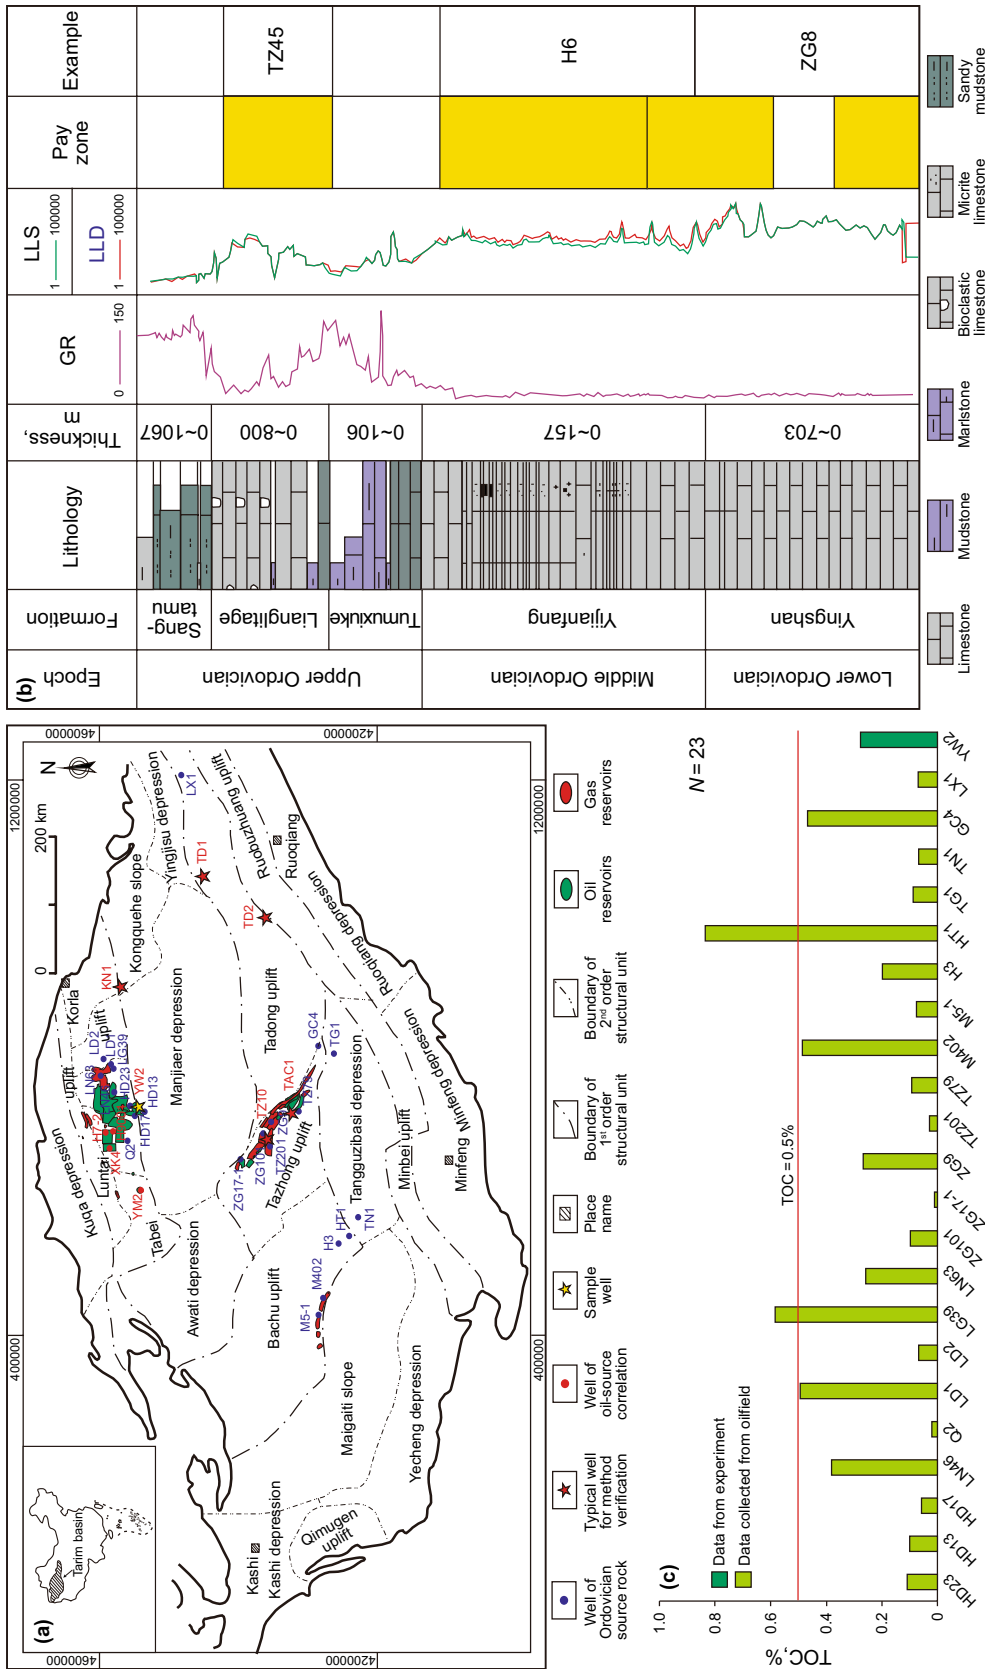 (a)
400000
1200000
4600000
4600000
4200000
4200000
400000
1200000
Tarim basin
N
0
200 km
Kuqa depression
Luntai
uplift
Korla
uplift
Tabei
Kongquehe slope
Yingjisu depression
Manjiaer depression
Awati depression
Bachu uplift
Tazhong uplift
Tadong uplift
Tangguzibasi depression
Ruobuzhuang uplift
Ruoqiang
Ruoqiang depression
Minbei uplift
Minfeng depression
Minfeng
Maigaiti slope
Yecheng depression
Qimugen
uplift
Kashi
Kashi depression
KN1
LD2
LD1
LG39
N63
HD23
YW2
HD13
HD17
Q2
H7-2
XK4
YM2
LX1
TD1
TD2
GC4
TG1
TAC1
TZ10
TZ79
TZ201
ZG17-1
H3
HT1
TN1
M402
M5-1
Well of
Ordovician
source rock
Typical well
for method
verification
Well of
oil-source
correlation
Sample
well
Place
name
Boundary of
1st order
structural unit
Boundary of
2nd order
structural unit
Oil
reservoirs
Gas
reservoirs
(b)
Epoch
Formation
Lithology
Thickness,
m
GR
0
150
LLS
1
100000
LLD
1
100000
Pay
zone
Example
Upper Ordovician
Sang-
tamu
0~1067
Lianglitage
0~800
TZ45
Tumuxiuke
0~106
Middle Ordovician
Yijianfang
0~157
H6
Lower Ordovician
Yingshan
0~703
ZG8
Limestone
Mudstone
Marlstone
Bioclastic
limestone
Micrite
limestone
Sandy
mudstone
(c)
Data from experiment
Data collected from oilfield
N = 23
TOC = 0.5%
TOC, %
1.0
0.8
0.6
0.4
0.2
0
HD23
HD13
HD17
LN46
Q2
LD1
LD2
LG39
LN63
ZG101
ZG17-1
ZG9
TZ201
TZ79
M402
M5-1
H3
HT1
TG1
TN1
GC4
LX1
YW2